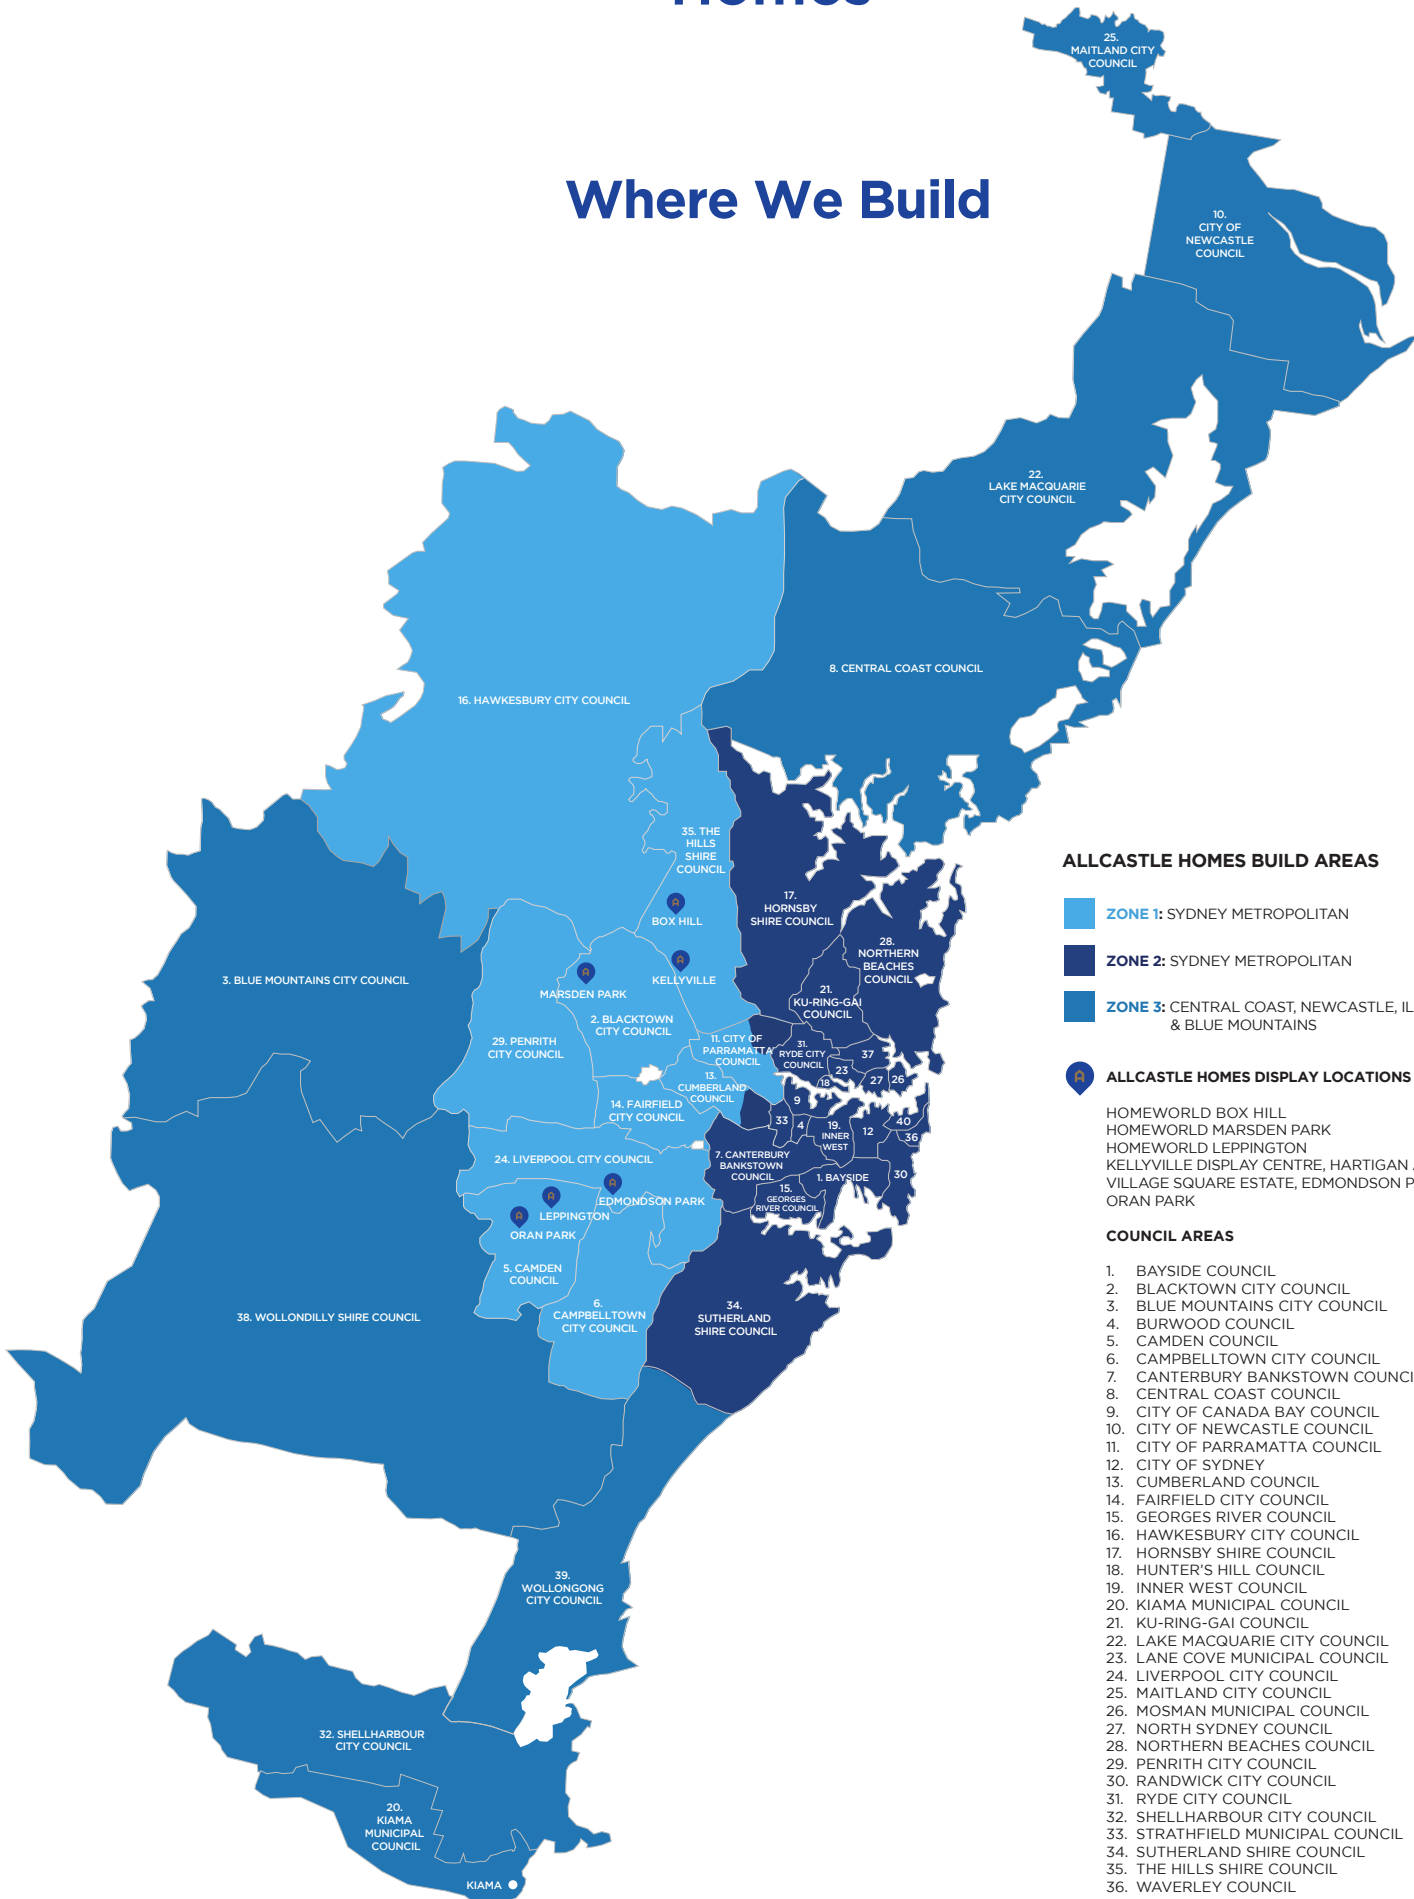 Homes
Where We Build
25.
MAITLAND CITY
COUNCIL
10.
CITY OF
NEWCASTLE
COUNCIL
22.
LAKE MACQUARIE
CITY COUNCIL
8. CENTRAL COAST COUNCIL
16. HAWKESBURY CITY COUNCIL
35. THE
HILLS
SHIRE
COUNCIL
BOX HILL
17.
HORNSBY
SHIRE COUNCIL
28.
NORTHERN
BEACHES
COUNCIL
3. BLUE MOUNTAINS CITY COUNCIL
KELLYVILLE
MARSDEN PARK
21.
KU-RING-GAI
COUNCIL
2. BLACKTOWN
CITY COUNCIL
29. PENRITH
CITY COUNCIL
11. CITY OF
PARRAMATTA
COUNCIL
31.
RYDE CITY
COUNCIL
37
23
27
26
18
13.
CUMBERLAND
COUNCIL
14. FAIRFIELD
CITY COUNCIL
9
33
4
19.
INNER
WEST
12
40
36
24. LIVERPOOL CITY COUNCIL
7. CANTERBURY
BANKSTOWN
COUNCIL
1. BAYSIDE
30
15.
GEORGES
RIVER COUNCIL
EDMONDSON PARK
LEPPINGTON
ORAN PARK
5. CAMDEN
COUNCIL
6.
CAMPBELLTOWN
CITY COUNCIL
34.
SUTHERLAND
SHIRE COUNCIL
38. WOLLONDILLY SHIRE COUNCIL
39.
WOLLONGONG
CITY COUNCIL
32. SHELLHARBOUR
CITY COUNCIL
20.
KIAMA
MUNICIPAL
COUNCIL
KIAMA
ALLCASTLE HOMES BUILD AREAS
ZONE 1: SYDNEY METROPOLITAN
ZONE 2: SYDNEY METROPOLITAN
ZONE 3: CENTRAL COAST, NEWCASTLE, IL
& BLUE MOUNTAINS
ALLCASTLE HOMES DISPLAY LOCATIONS
HOMEWORLD BOX HILL
HOMEWORLD MARSDEN PARK
HOMEWORLD LEPPINGTON
KELLYVILLE DISPLAY CENTRE, HARTIGAN
VILLAGE SQUARE ESTATE, EDMONDSON P
ORAN PARK
COUNCIL AREAS
1. BAYSIDE COUNCIL
2. BLACKTOWN CITY COUNCIL
3. BLUE MOUNTAINS CITY COUNCIL
4. BURWOOD COUNCIL
5. CAMDEN COUNCIL
6. CAMPBELLTOWN CITY COUNCIL
7. CANTERBURY BANKSTOWN COUNCI
8. CENTRAL COAST COUNCIL
9. CITY OF CANADA BAY COUNCIL
10. CITY OF NEWCASTLE COUNCIL
11. CITY OF PARRAMATTA COUNCIL
12. CITY OF SYDNEY
13. CUMBERLAND COUNCIL
14. FAIRFIELD CITY COUNCIL
15. GEORGES RIVER COUNCIL
16. HAWKESBURY CITY COUNCIL
17. HORNSBY SHIRE COUNCIL
18. HUNTER'S HILL COUNCIL
19. INNER WEST COUNCIL
20. KIAMA MUNICIPAL COUNCIL
21. KU-RING-GAI COUNCIL
22. LAKE MACQUARIE CITY COUNCIL
23. LANE COVE MUNICIPAL COUNCIL
24. LIVERPOOL CITY COUNCIL
25. MAITLAND CITY COUNCIL
26. MOSMAN MUNICIPAL COUNCIL
27. NORTH SYDNEY COUNCIL
28. NORTHERN BEACHES COUNCIL
29. PENRITH CITY COUNCIL
30. RANDWICK CITY COUNCIL
31. RYDE CITY COUNCIL
32. SHELLHARBOUR CITY COUNCIL
33. STRATHFIELD MUNICIPAL COUNCIL
34. SUTHERLAND SHIRE COUNCIL
35. THE HILLS SHIRE COUNCIL
36. WAVERLEY COUNCIL